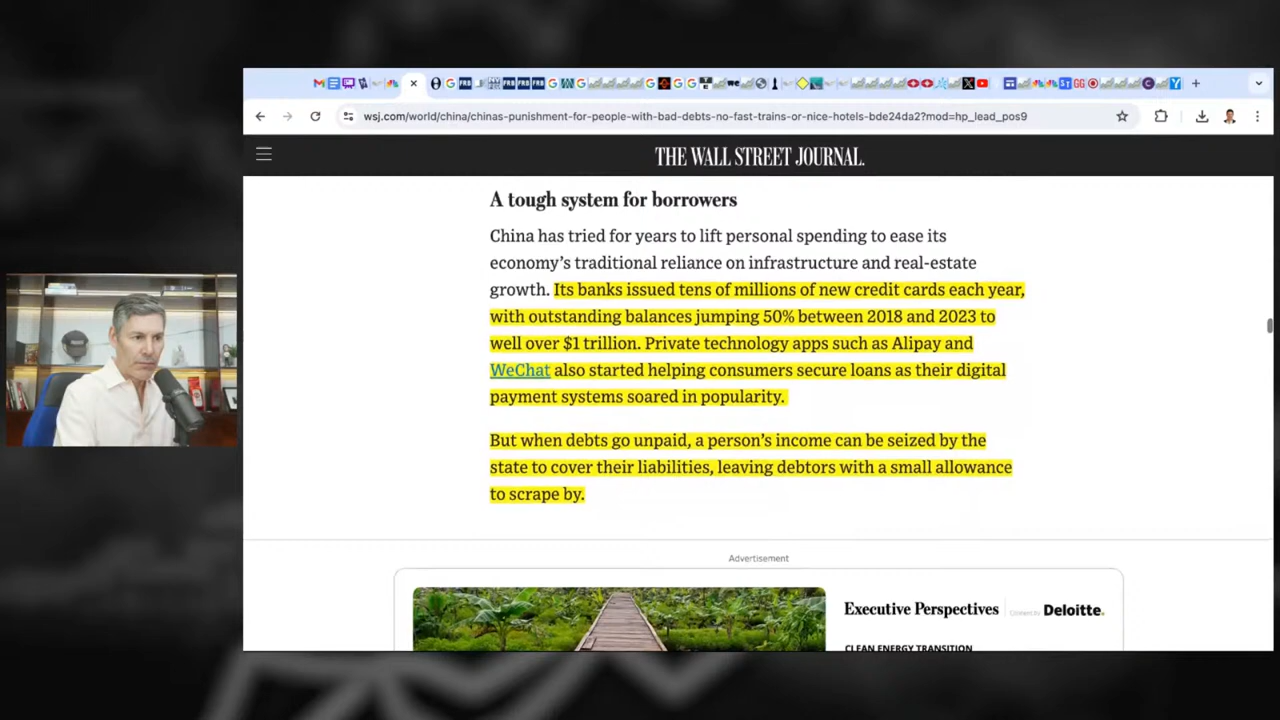 wsj.com/world/china/chinas-punishment-for-people-with-bad-debts-no-fast-trains-or-nice-hotels-bde24da2?mod=hp_lead_pos9
THE WALL STREET JOURNAL.
A tough system for borrowers
China has tried for years to lift personal spending to ease its
economy’s traditional reliance on infrastructure and real-estate
growth. Its banks issued tens of millions of new credit cards each year,
with outstanding balances jumping 50% between 2018 and 2023 to
well over $1 trillion. Private technology apps such as Alipay and
WeChat also started helping consumers secure loans as their digital
payment systems soared in popularity.
But when debts go unpaid, a person’s income can be seized by the
state to cover their liabilities, leaving debtors with a small allowance
to scrape by.
Advertisement
Executive Perspectives
Deloitte.
CLEAN ENERGY TRANSITION